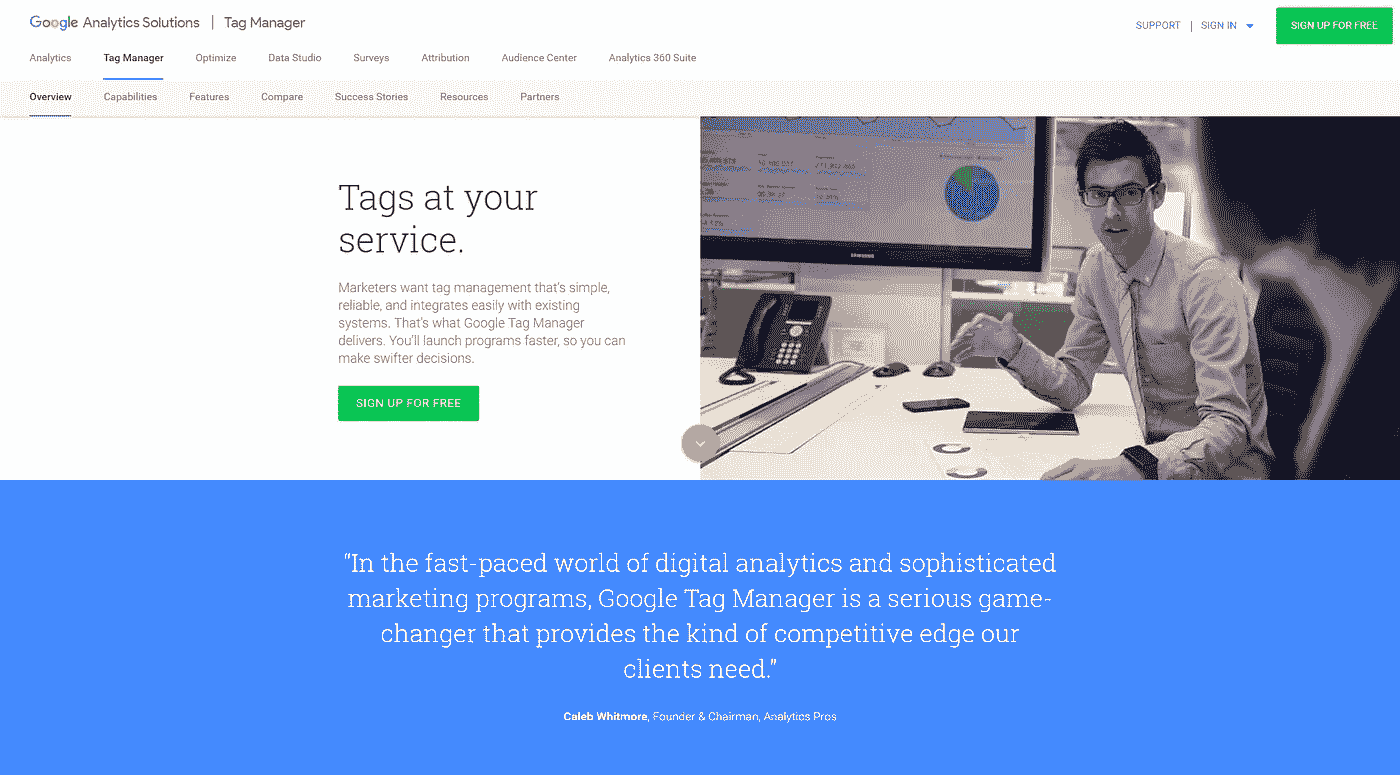 Google Analytics Solutions | Tag Manager
SUPPORT | SIGN IN
SIGN UP FOR FREE
Analytics Tag Manager Optimize Data Studio Surveys Attribution Audience Center Analytics 360 Suite
Overview Capabilities Features Compare Success Stories Resources Partners
Tags at your
service.
Marketers want tag management that's simple,
reliable, and integrates easily with existing
systems. That's what Google Tag Manager
delivers. You'll launch programs faster, so you can
make swifter decisions.
SIGN UP FOR FREE
SAMSUNG
"In the fast-paced world of digital analytics and sophisticated
marketing programs, Google Tag Manager is a serious game-
changer that provides the kind of competitive edge our
clients need."
Caleb Whitmore, Founder & Chairman, Analytics Pros